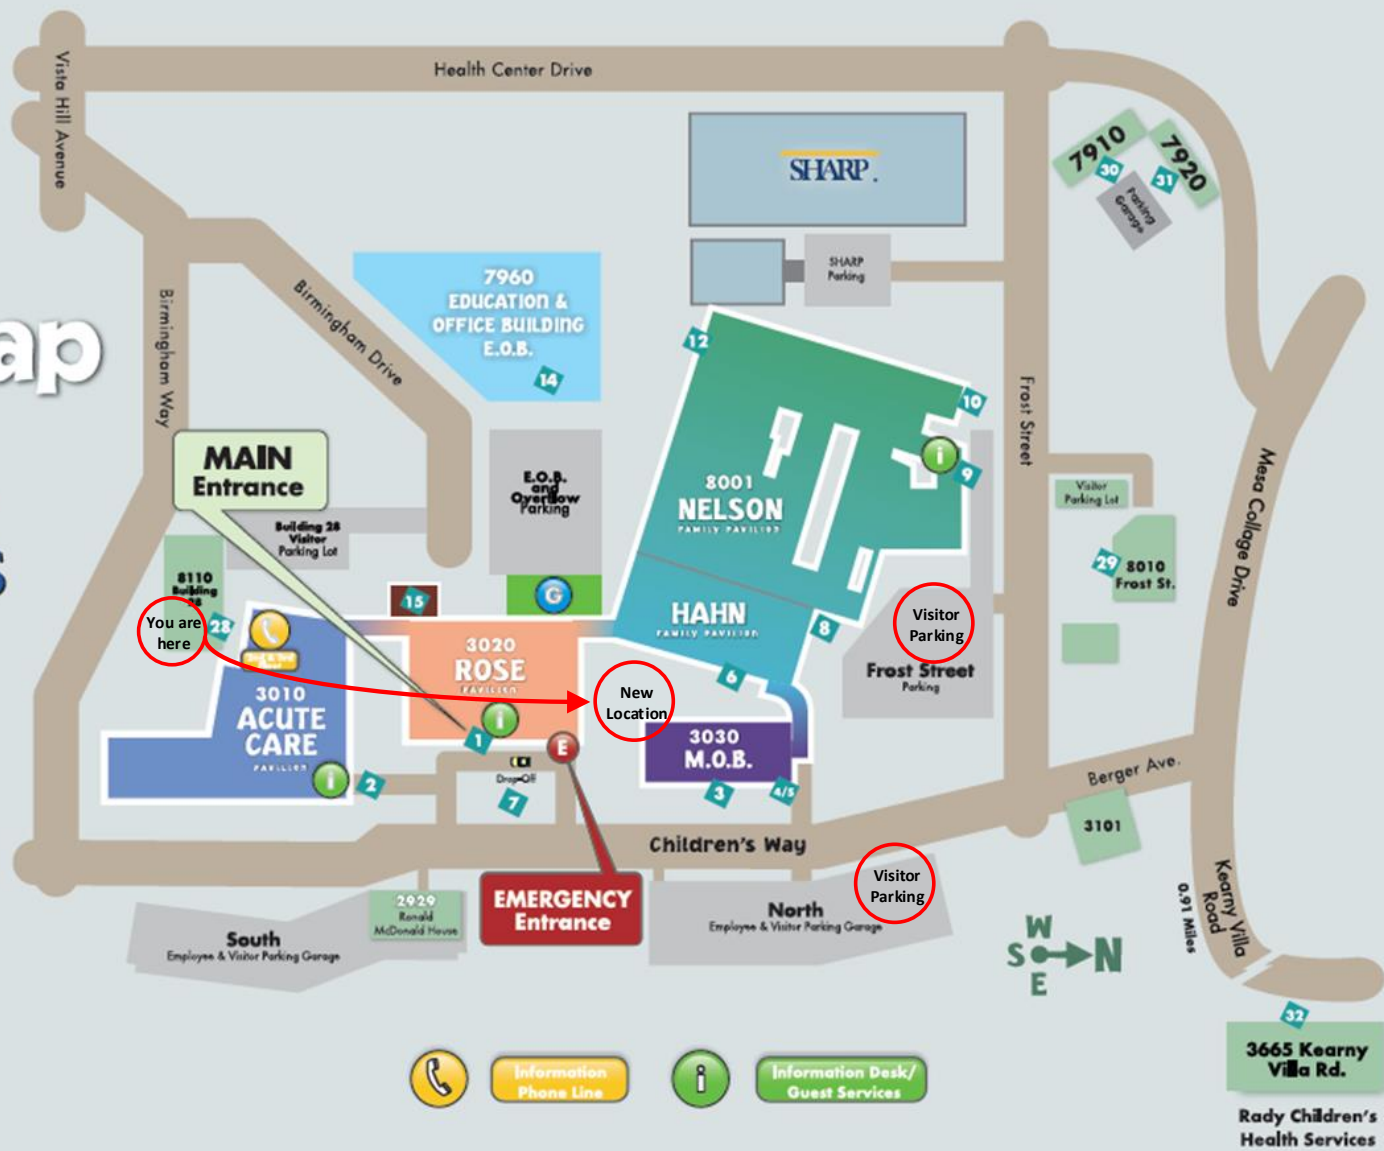 Health Center Drive
Vista Hill Avenue
SHARP.
7910
7920
30
31
Parking
Garage
SHARP
Parking
7960
EDUCATION &
OFFICE BUILDING
E.O.B.
14
Birmingham Way
Birmingham Drive
ap
s
12
10
9
Frost Street
Mesa Collage Drive
MAIN
Entrance
E.O.B.
and
Overflow
Parking
8001
NELSON
FAMILY PAVILION
Visitor
Parking Lot
Building 28
Visitor
Parking Lot
29
8010
Frost St.
8110
Building
28
You are
here
28
15
G
HAHN
FAMILY PAVILION
8
6
Visitor
Parking
Frost Street
Parking
3020
ROSE
PAVILION
New
Location
3010
ACUTE
CARE
PAVILION
i
1
2
E
Drop-Off
7
3030
M.O.B.
3
4/5
Berger Ave.
3101
Children's Way
Visitor
Parking
EMERGENCY
Entrance
2929
Ronald
McDonald House
South
Employee & Visitor Parking Garage
North
Employee & Visitor Parking Garage
Kearny Villa
Road
0.91 Miles
W
S
N
E
32
3665 Kearny
Villa Rd.
Rady Children's
Health Services
Information
Phone Line
i
Information Desk/
Guest Services